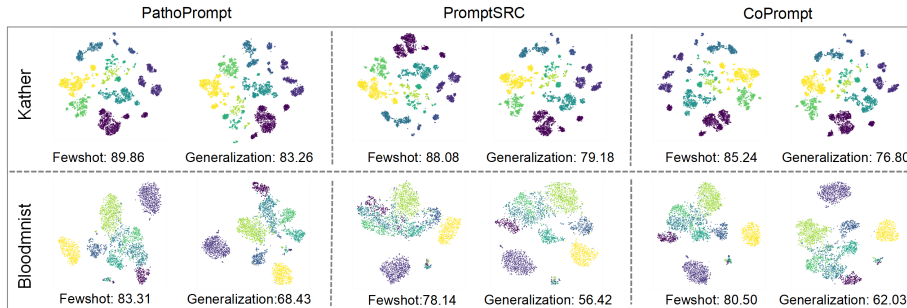 PathoPrompt PromptSRC CoPrompt
Kather
Fewshot: 89.86 Generalization: 83.26 Fewshot: 88.08 Generalization: 79.18 Fewshot: 85.24 Generalization: 76.80
Bloodmnist
Fewshot: 83.31 Generalization:68.43 Fewshot:78.14 Generalization: 56.42 Fewshot: 80.50 Generalization: 62.03